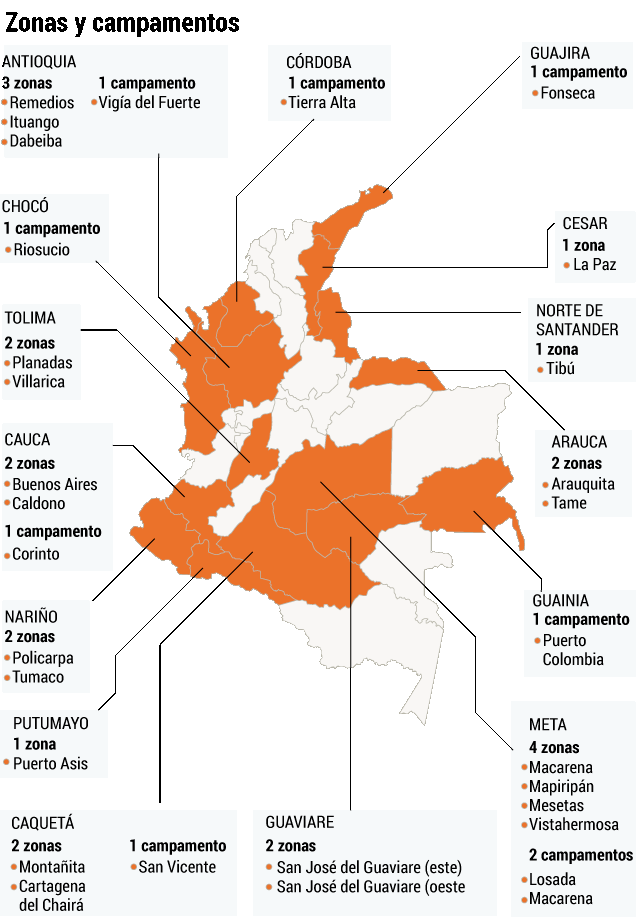 Zonas y campamentos
ANTIOQUIA
3 zonas
Remedios
Ituango
Dabeiba
1 campamento
Vigía del Fuerte
CÓRDOBA
1 campamento
Tierra Alta
GUAJIRA
1 campamento
Fonseca
CHOCÓ
1 campamento
Riosucio
CESAR
1 zona
La Paz
TOLIMA
2 zonas
Planadas
Villarica
NORTE DE
SANTANDER
1 zona
Tibú
CAUCA
2 zonas
Buenos Aires
Caldono
1 campamento
Corinto
ARAUCA
2 zonas
Arauquita
Tame
NARIÑO
2 zonas
Policarpa
Tumaco
GUAINIA
1 campamento
Puerto
Colombia
PUTUMAYO
1 zona
Puerto Asis
META
4 zonas
Macarena
Mapiripán
Mesetas
Vistahermosa
2 campamentos
Losada
Macarena
CAQUETÁ
2 zonas
Montañita
Cartagena
del Chairá
1 campamento
San Vicente
GUAVIARE
2 zonas
San José del Guaviare (este)
San José del Guaviare (oeste